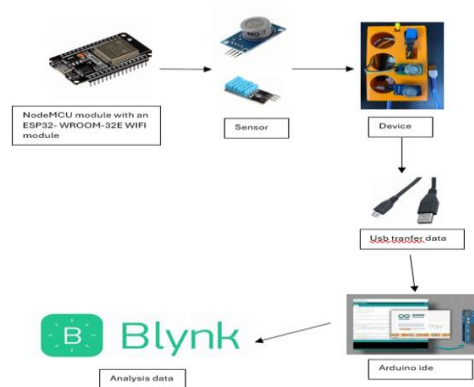 NodeMCU module with an
ESP32- WROOM-32E WIFI
module
Sensor
Device
Usb tranfer data
B
Blynk
Arduino ide
Analysis data